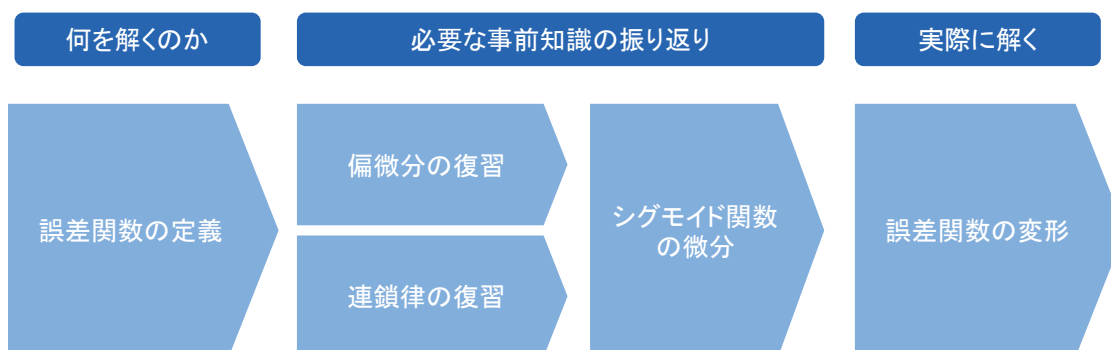 何を解くのか
必要な事前知識の振り返り
実際に解く
誤差関数の定義
偏微分の復習
連鎖律の復習
シグモイド関数
の微分
誤差関数の変形